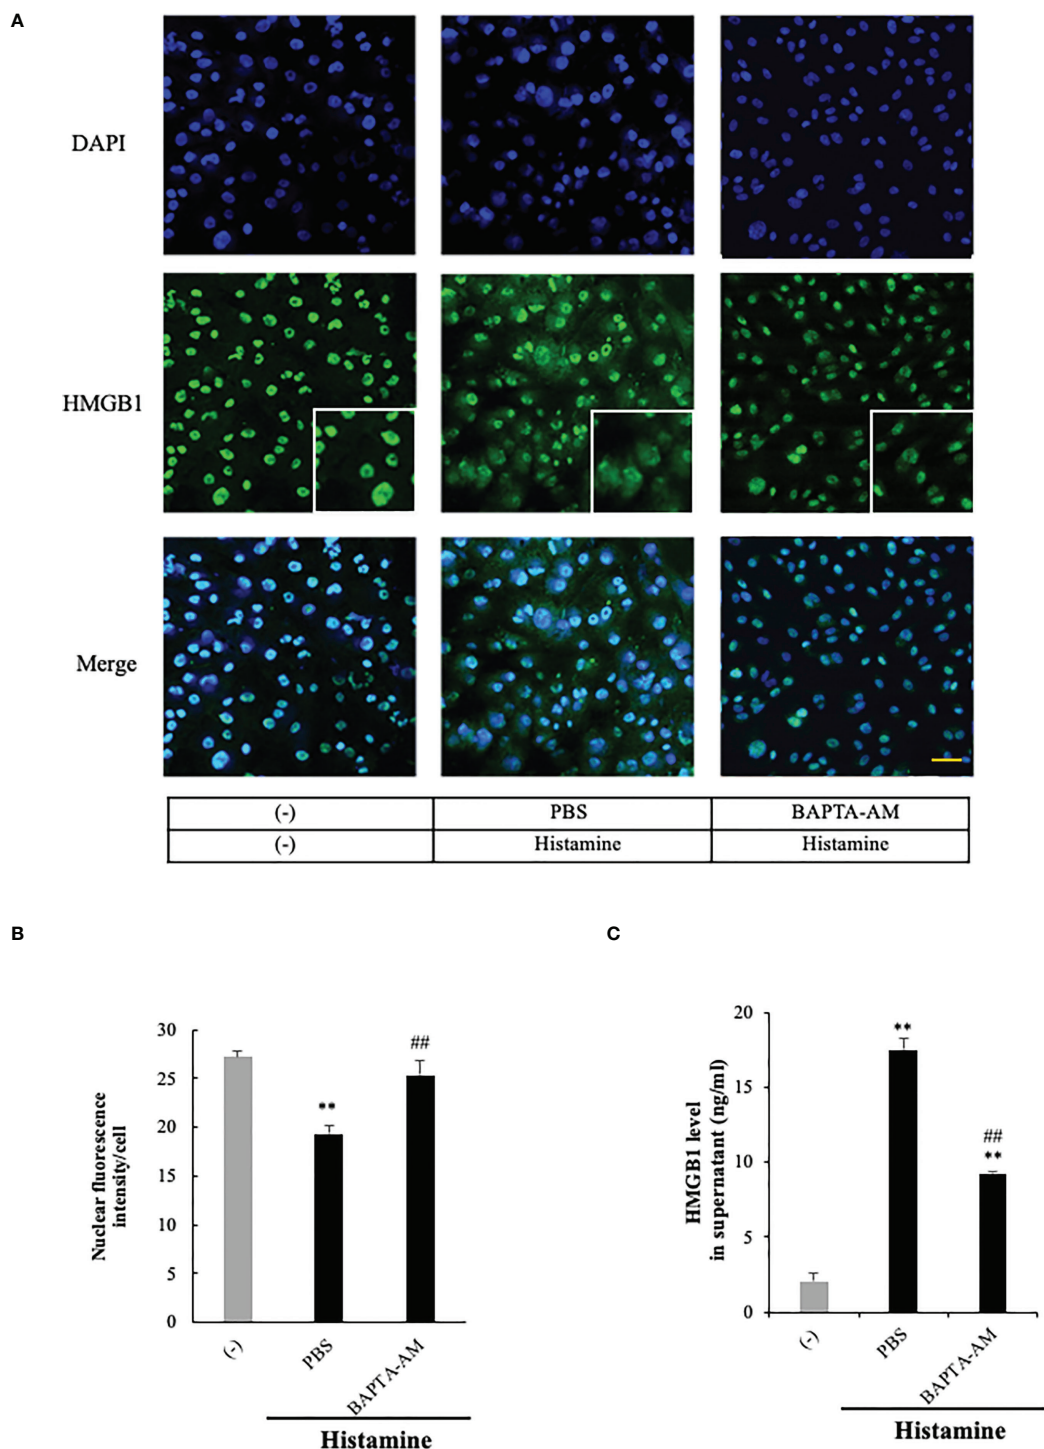 A
DAPI
HMGB1
Merge
(-) PBS BAPTA-AM
(-) Histamine Histamine
B
C
30
25
20
15
10
5
0
Nuclear fluorescence
intensity/cell
**
##
(-)
PBS
BAPTA-AM
Histamine
20
15
10
5
0
HMGB1 level
in supernatant (ng/ml)
**
##
**
(-)
PBS
BAPTA-AM
Histamine